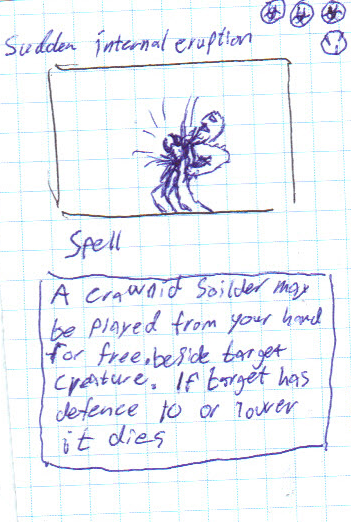 Sudden internal eruption
Spell
A crawnid Soilder may
be played from your hand
for free. beside target
creature. If target has
defence 10 or lower
it dies